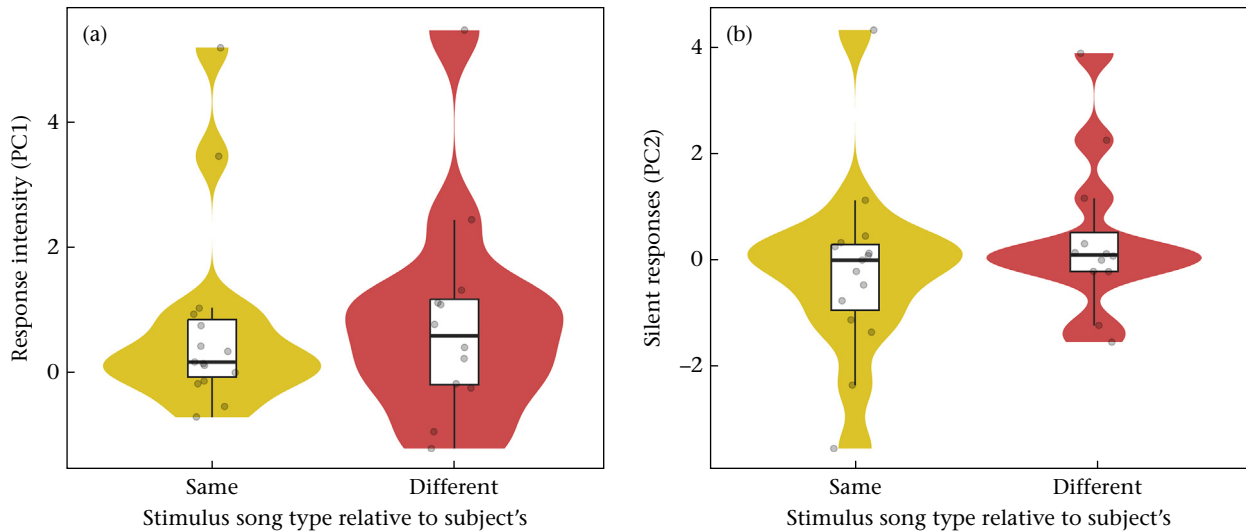 (a)
Response intensity (PC1)
4
2
0
Same
Different
Stimulus song type relative to subject's
(b)
Silent responses (PC2)
4
2
0
−2
Same
Different
Stimulus song type relative to subject's